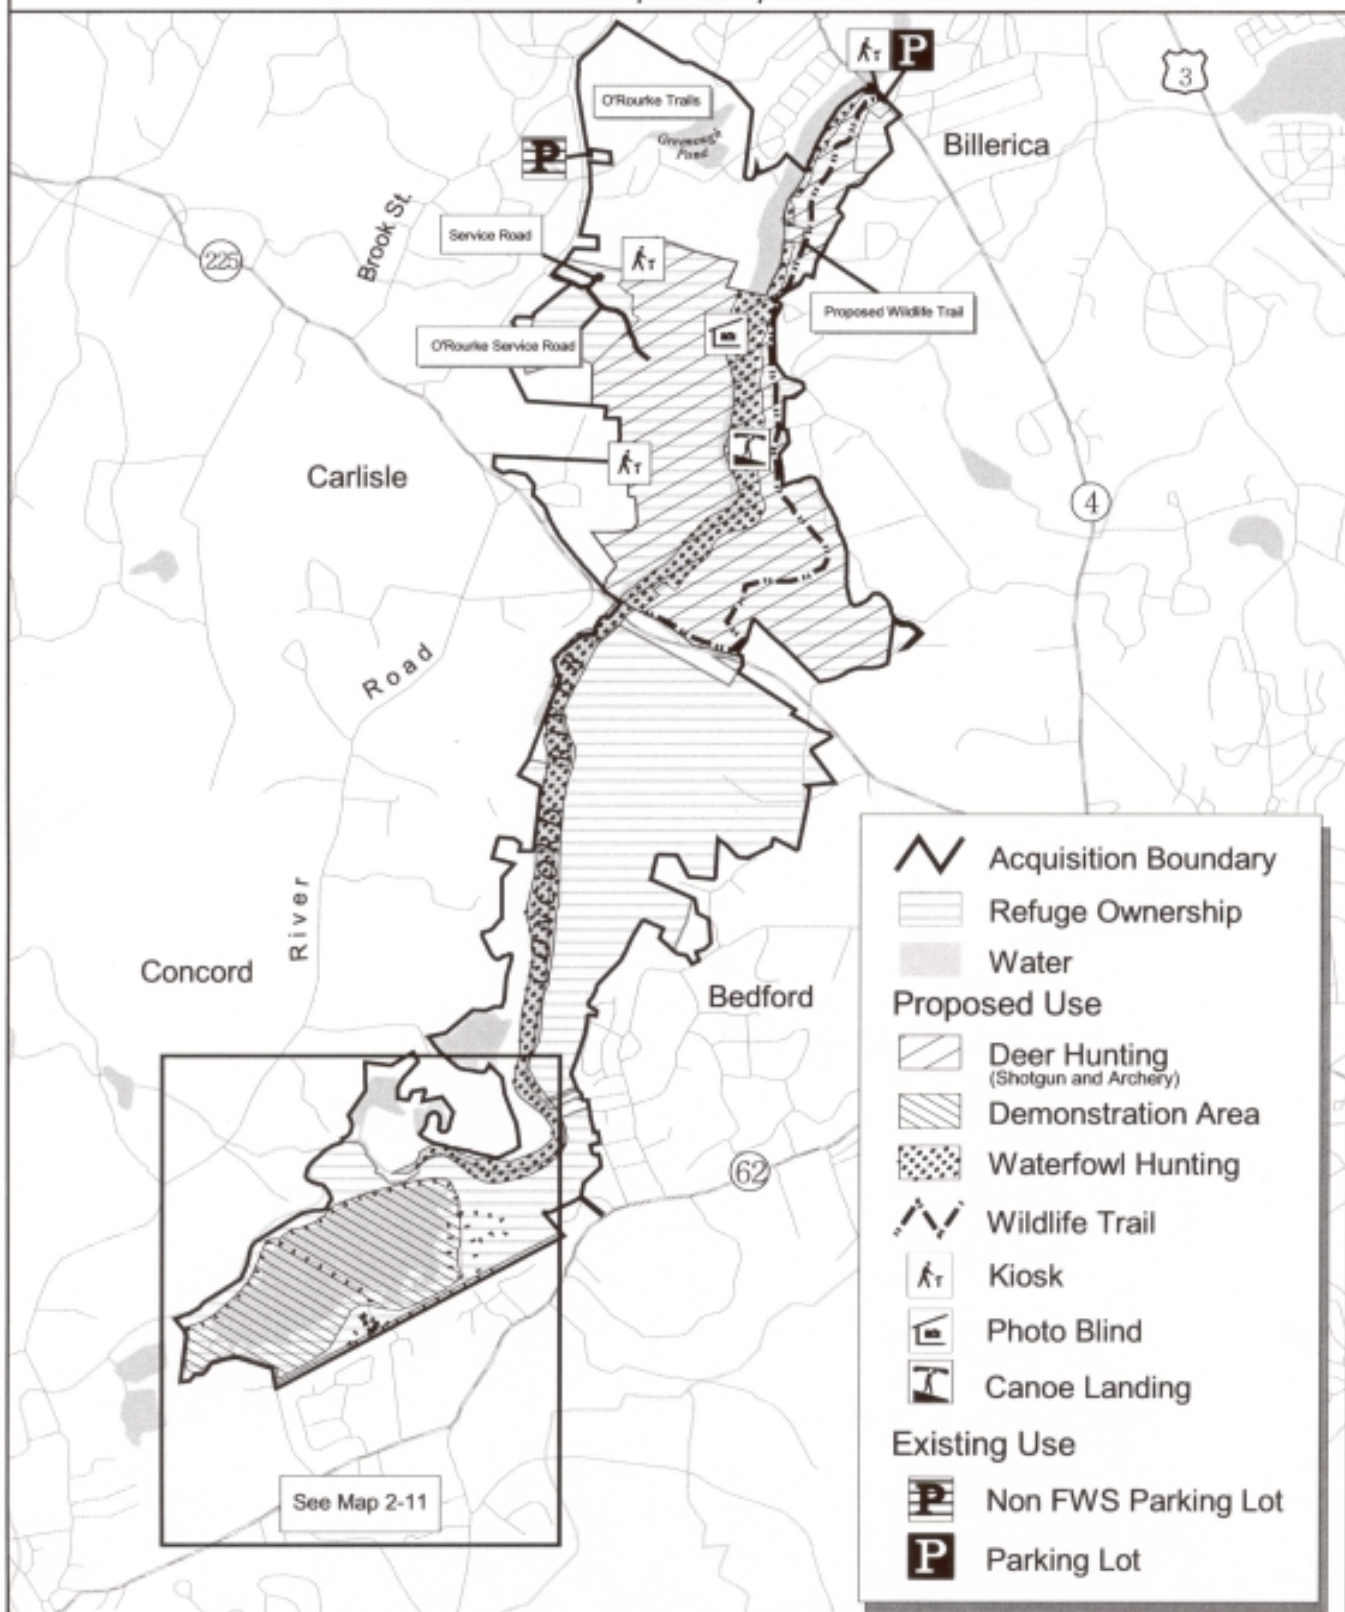 O'Rourke Trails
Greenough
Pond
P
3
Billerica
P
Brook St.
Service Road
225
Proposed Wildlife Trail
O'Rourke Service Road
Carlisle
4
River Road
Concord
Bedford
62
See Map 2-11
Acquisition Boundary
Refuge Ownership
Water
Proposed Use
Deer Hunting
(Shotgun and Archery)
Demonstration Area
Waterfowl Hunting
Wildlife Trail
Kiosk
Photo Blind
Canoe Landing
Existing Use
P Non FWS Parking Lot
P Parking Lot